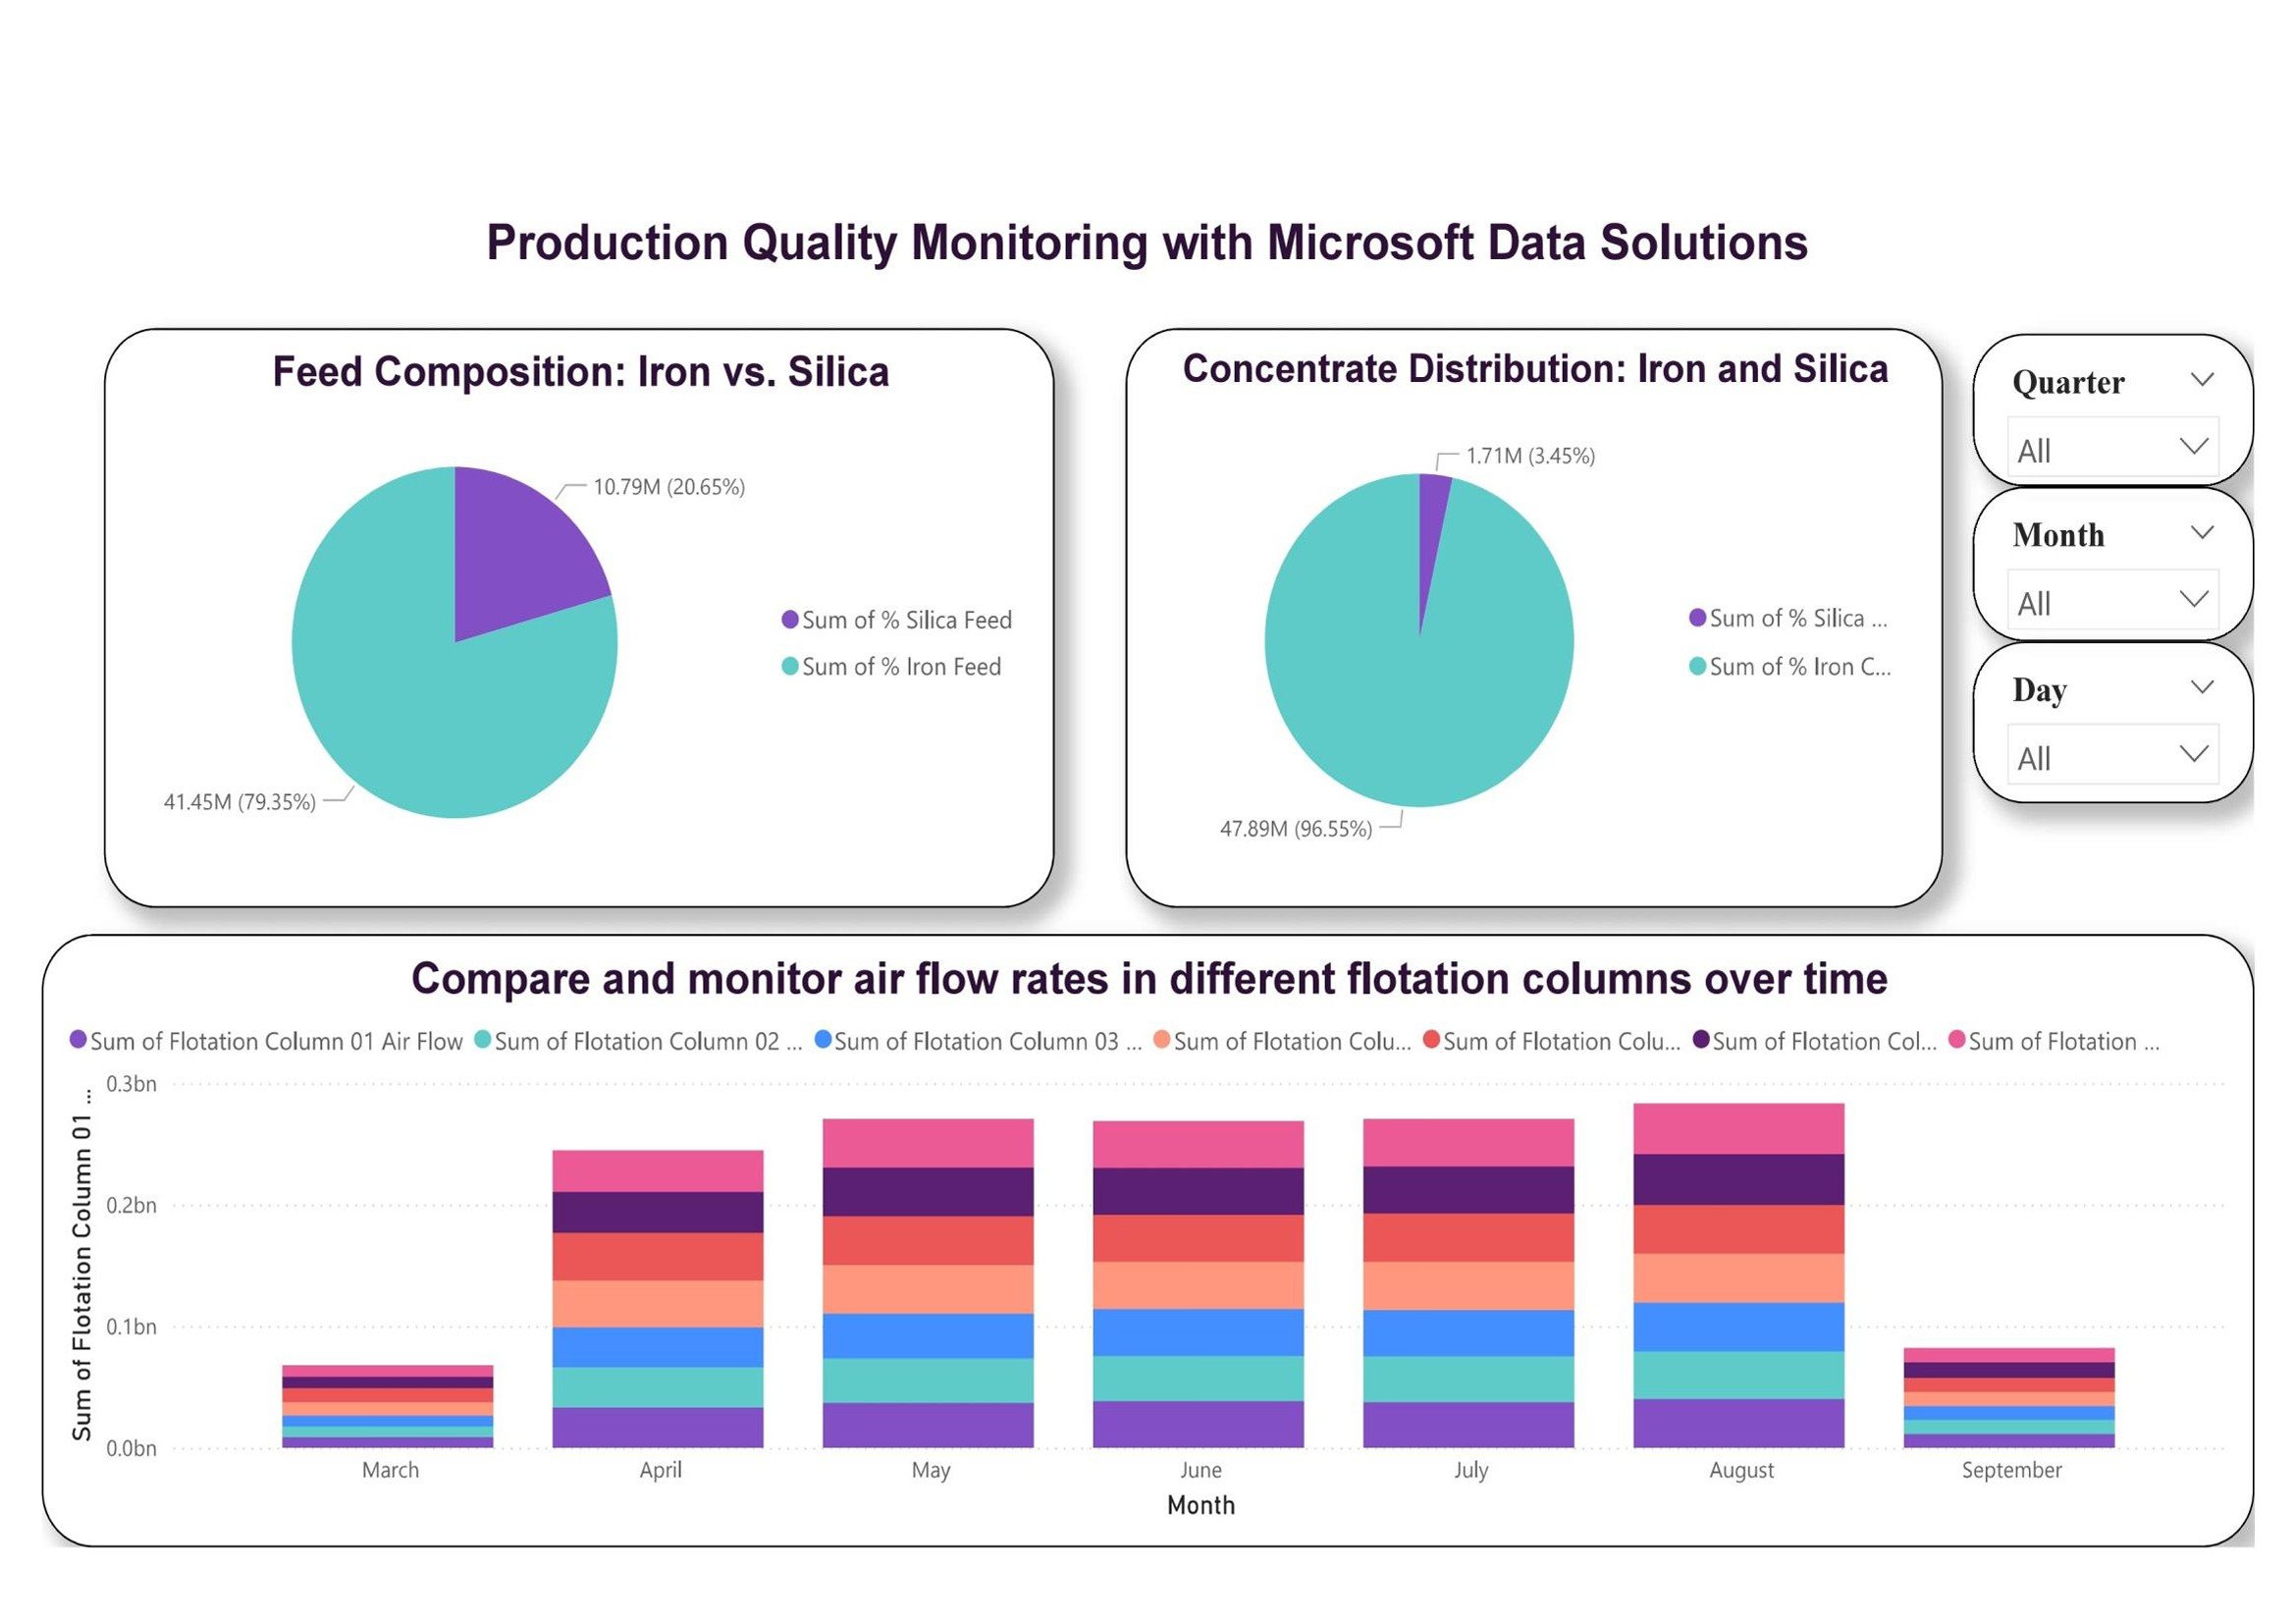 Production Quality Monitoring with Microsoft Data Solutions
Feed Composition: Iron vs. Silica
10.79M (20.65%)
Sum of % Silica Feed
Sum of % Iron Feed
41.45M (79.35%)
Concentrate Distribution: Iron and Silica
1.71M (3.45%)
Sum of % Silica ...
Sum of % Iron C...
47.89M (96.55%)
Quarter
All
Month
All
Day
All
Compare and monitor air flow rates in different flotation columns over time
Sum of Flotation Column 01 Air Flow Sum of Flotation Column 02 ... Sum of Flotation Column 03 ... Sum of Flotation Colu... Sum of Flotation Colu... Sum of Flotation Col... Sum of Flotation ...
Sum of Flotation Column 01 ...
0.3bn
0.2bn
0.1bn
0.0bn
March April May June July August September
Month